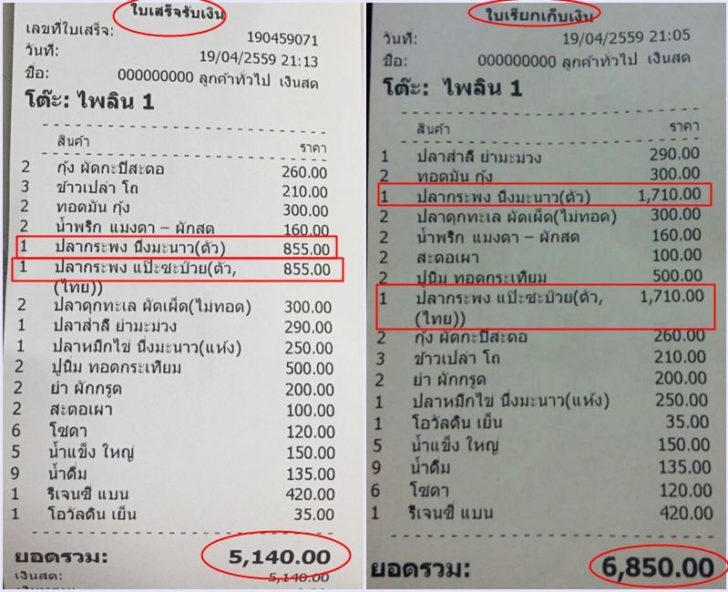 ใบเสร็จรับเงิน
เลขที่ใบเสร็จ: 190459071
วันที่: 19/04/2559 21:13
ชื่อ: 000000000 ลูกค้าทั่วไป เงินสด
โต๊ะ: ไพลิน 1
สินค้า ราคา
2 กุ้ง ผัดกะปิสะตอ 260.00
3 ข้าวเปล่า โถ 210.00
2 ทอดมัน กุ้ง 300.00
2 น้ำพริก แมงดา – ผักสด 160.00
1 ปลากระพง นึ่งมะนาว(ตัว) 855.00
1 ปลากระพง แป๊ะซะบ๊วย(ตัว, 855.00
(ไทย))
2 ปลาดุกทะเล ผัดเผ็ด(ไม่ทอด) 300.00
1 ปลาสำลี ยำมะม่วง 290.00
1 ปลาหมึกไข่ นึ่งมะนาว(แห้ง) 250.00
2 ปูนิ่ม ทอดกระเทียม 500.00
2 ยำ ผักกรูด 200.00
2 สะตอเผา 100.00
6 โซดา 120.00
5 น้ำแข็ง ใหญ่ 150.00
9 น้ำดื่ม 135.00
1 รีเจนซี่ แบน 420.00
1 โอวัลติน เย็น 35.00
ยอดรวม: 5,140.00
เงินสด: 5,140.00
ใบเรียกเก็บเงิน
วันที่: 19/04/2559 21:05
ชื่อ: 000000000 ลูกค้าทั่วไป เงินสด
โต๊ะ: ไพลิน 1
สินค้า ราคา
1 ปลาสำลี ยำมะม่วง 290.00
2 ทอดมัน กุ้ง 300.00
1 ปลากระพง นึ่งมะนาว(ตัว) 1,710.00
2 ปลาดุกทะเล ผัดเผ็ด(ไม่ทอด) 300.00
2 น้ำพริก แมงดา – ผักสด 160.00
2 สะตอเผา 100.00
2 ปูนิ่ม ทอดกระเทียม 500.00
1 ปลากระพง แป๊ะซะบ๊วย(ตัว, 1,710.00
(ไทย))
2 กุ้ง ผัดกะปิสะตอ 260.00
3 ข้าวเปล่า โถ 210.00
2 ยำ ผักกรูด 200.00
1 ปลาหมึกไข่ นึ่งมะนาว(แห้ง) 250.00
1 โอวัลติน เย็น 35.00
5 น้ำแข็ง ใหญ่ 150.00
9 น้ำดื่ม 135.00
6 โซดา 120.00
1 รีเจนซี่ แบน 420.00
ยอดรวม: 6,850.00